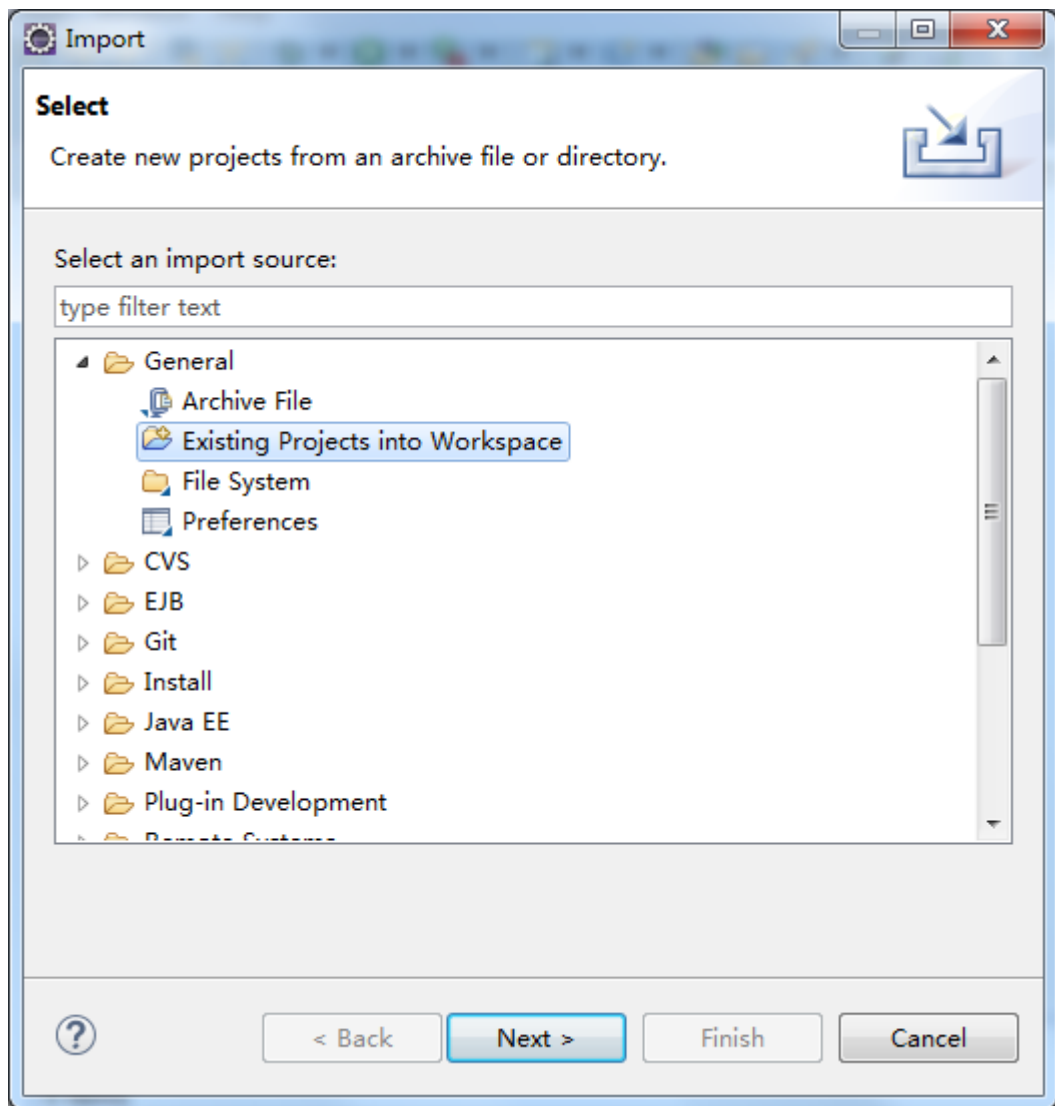 Import
Select
Create new projects from an archive file or directory.
Select an import source:
type filter text
General
Archive File
Existing Projects into Workspace
File System
Preferences
CVS
EJB
Git
Install
Java EE
Maven
Plug-in Development
Remote Systems
< Back Next > Finish Cancel